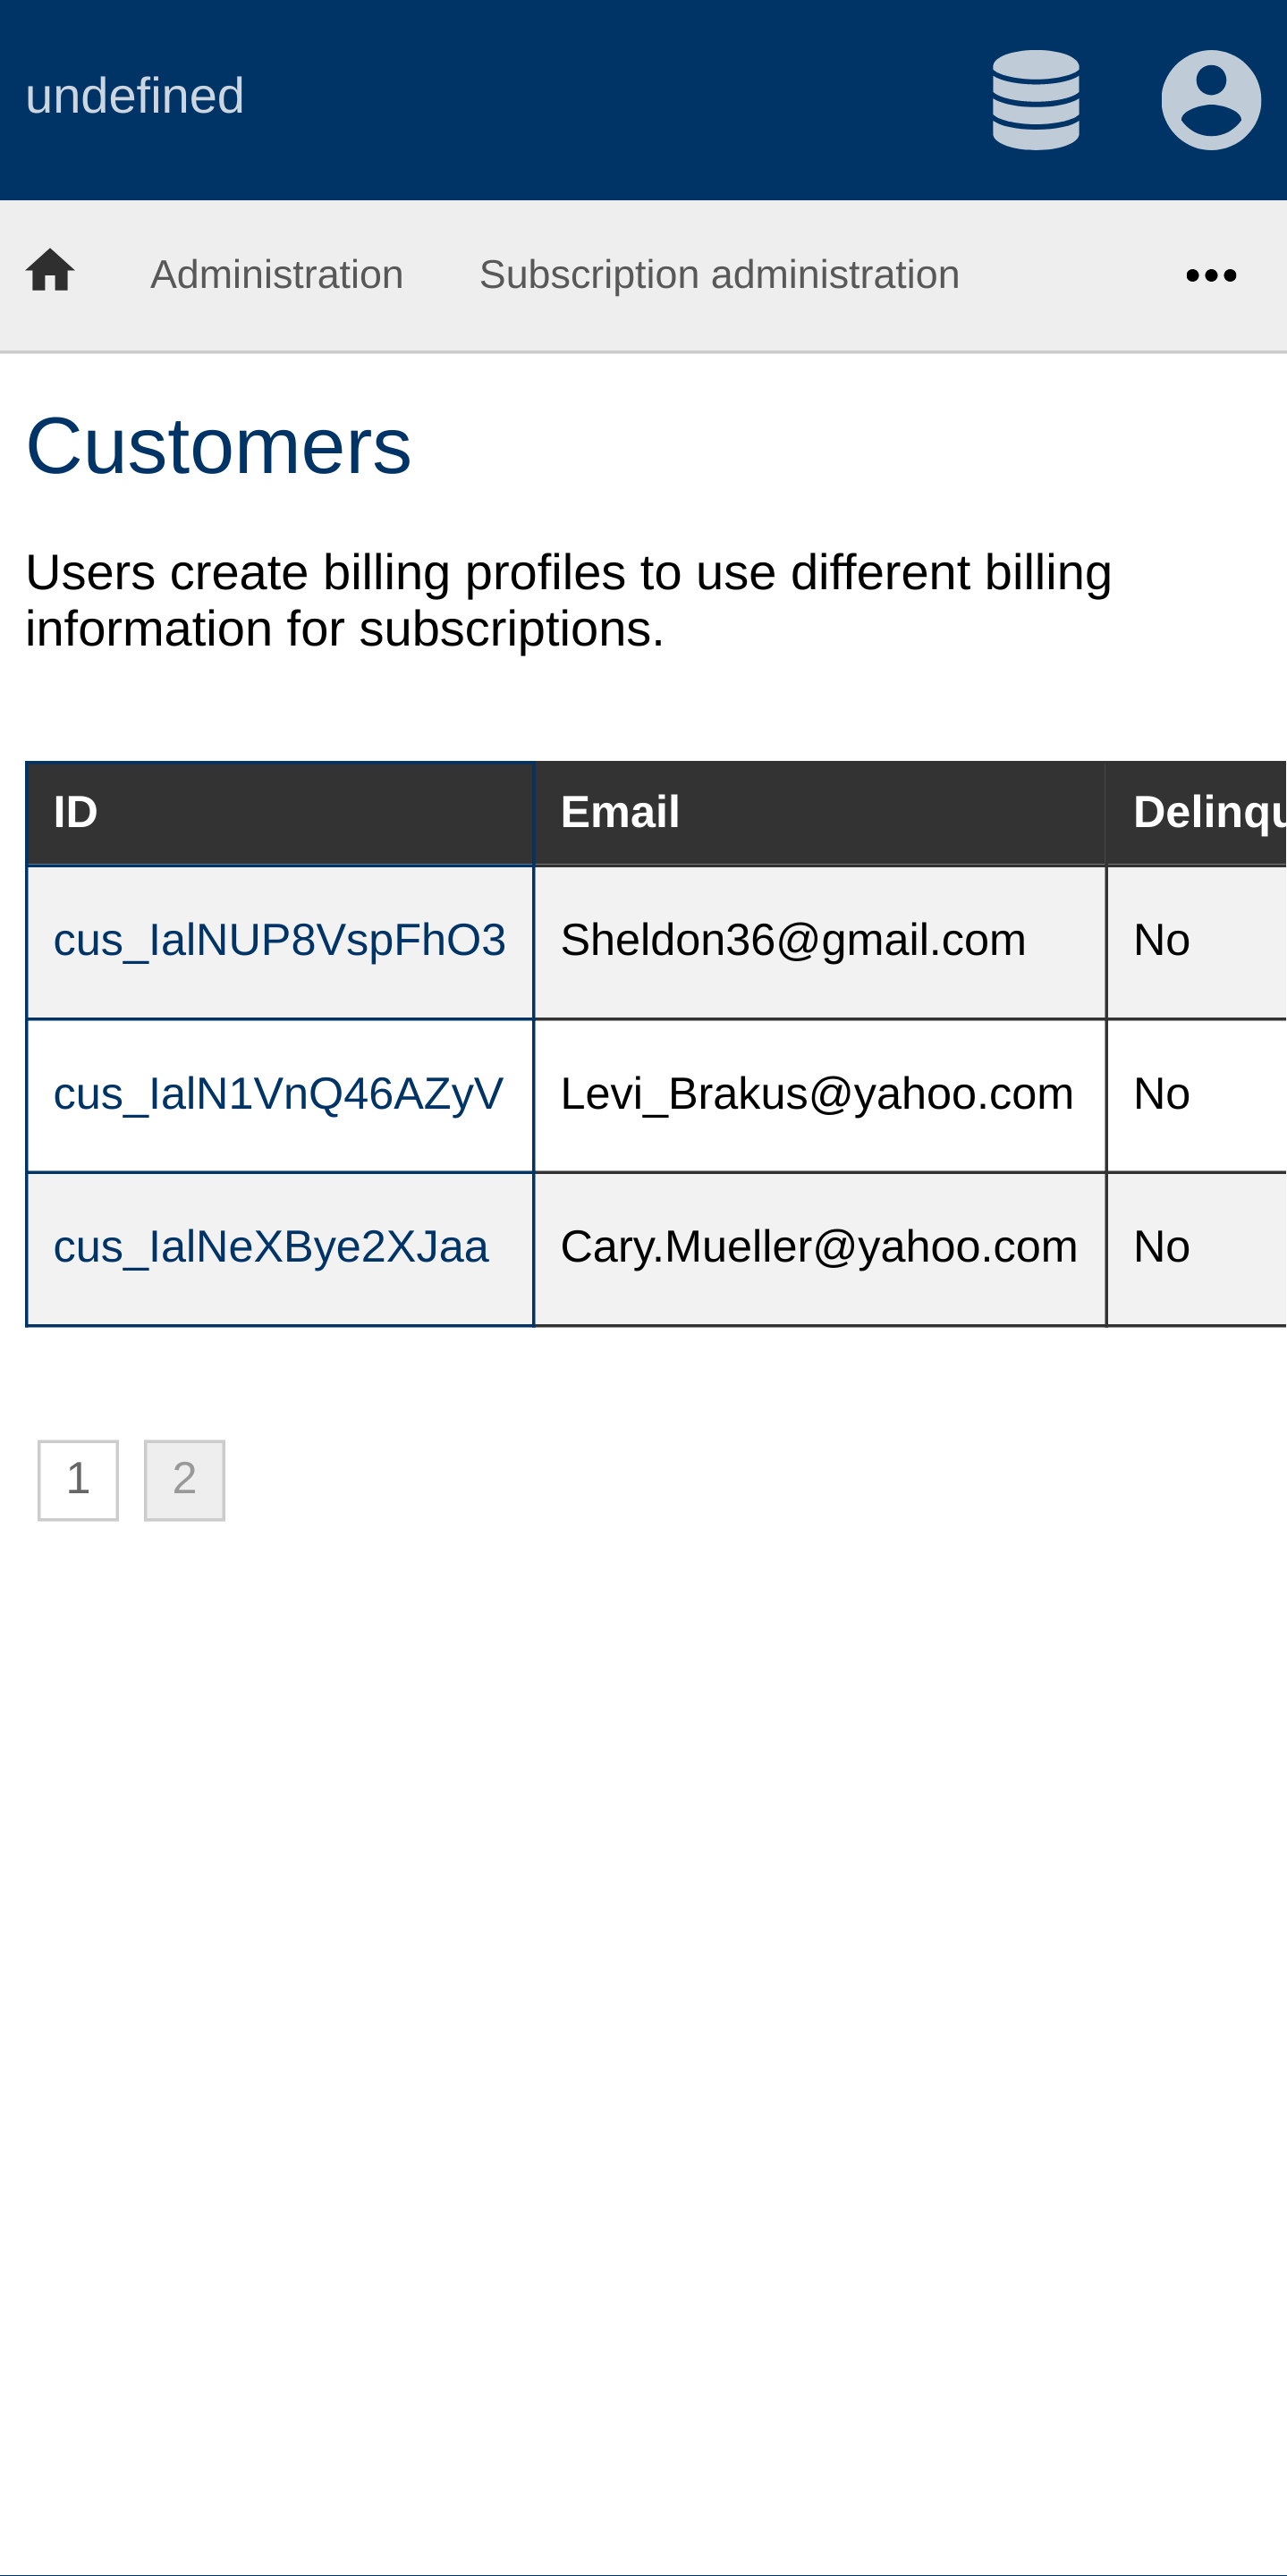 undefined
Administration Subscription administration
Customers
Users create billing profiles to use different billing
information for subscriptions.
ID Email Delinqu
cus_IalNUP8VspFhO3 Sheldon36@gmail.com No
cus_IalN1VnQ46AZyV Levi_Brakus@yahoo.com No
cus_IalNeXBye2XJaa Cary.Mueller@yahoo.com No
1 2